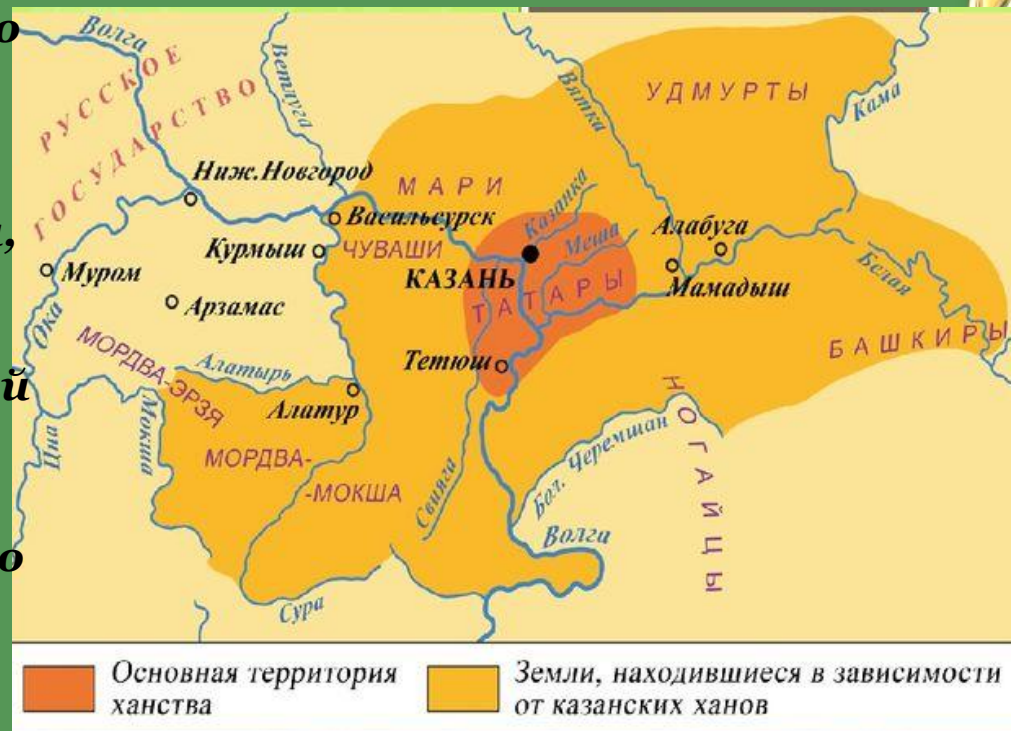 о
,
й
о
Волга
Ветлуга
Вятка
Кама
РУССКОЕ
ГОСУДАРСТВО
УДМУРТЫ
Ниж.Новгород
МАРИ
Казанка
Васильсурск
Меша
Алабуга
Курмыш
ЧУВАШИ
Муром
КАЗАНЬ
Мамадыш
Белая
Арзамас
ТАТАРЫ
Ока
БАШКИРЫ
МОРДВА-ЭРЗЯ
Алатырь
Тетюш
Алатур
НОГАЙЦЫ
Цна
Мокша
МОРДВА-
-МОКША
Свияга
Бол. Черемшан
Волга
Сура
Основная территория
ханства
Земли, находившиеся в зависимости
от казанских ханов